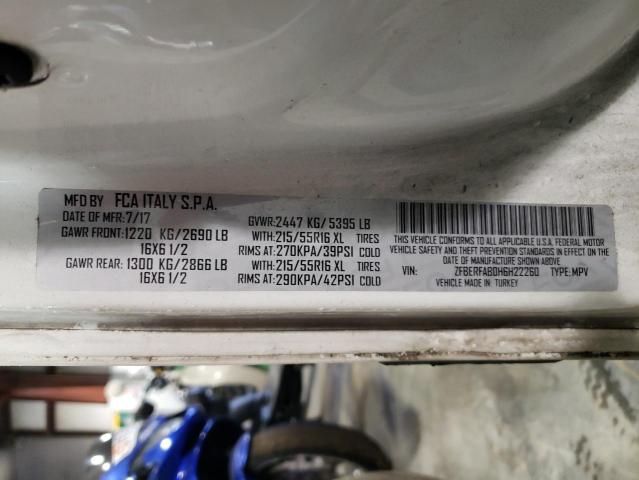 MFD BY FCA ITALY S.P.A.
DATE OF MFR:7/17 GVWR:2447 KG/5395 LB
GAWR FRONT:1220 KG/2690 LB WITH:215/55R16 XL TIRES
16X6 1/2 RIMS AT:270KPA/39PSI COLD
GAWR REAR: 1300 KG/2866 LB WITH:215/55R16 XL TIRES
16X6 1/2 RIMS AT:290KPA/42PSI COLD
THIS VEHICLE CONFORMS TO ALL APPLICABLE U.S.A. FEDERAL MOTOR
VEHICLE SAFETY AND THEFT PREVENTION STANDARDS IN EFFECT ON THE
DATE OF MANUFACTURE SHOWN ABOVE
VIN: ZFBERFAB0H6H22260 TYPE:MPV
VEHICLE MADE IN: TURKEY